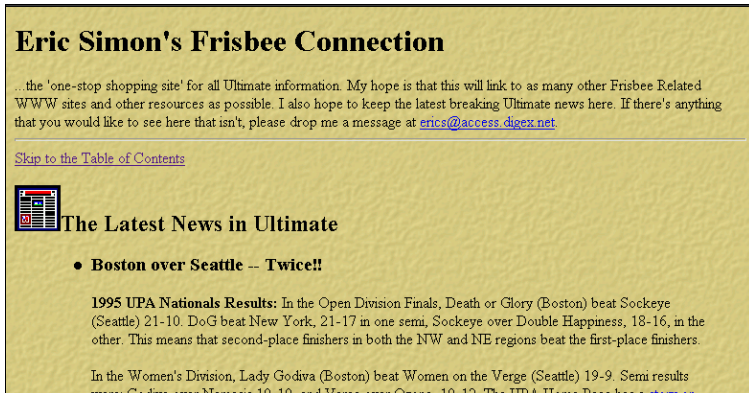 Eric Simon's Frisbee Connection
...the 'one-stop shopping site' for all Ultimate information. My hope is that this will link to as many other Frisbee Related
WWW sites and other resources as possible. I also hope to keep the latest breaking Ultimate news here. If there's anything
that you would like to see here that isn't, please drop me a message at erics@access.digex.net.
Skip to the Table of Contents
The Latest News in Ultimate
• Boston over Seattle -- Twice!!
1995 UPA Nationals Results: In the Open Division Finals, Death or Glory (Boston) beat Sockeye
(Seattle) 21-10. DoG beat New York, 21-17 in one semi, Sockeye over Double Happiness, 18-16, in the
other. This means that second-place finishers in both the NW and NE regions beat the first-place finishers.
In the Women's Division, Lady Godiva (Boston) beat Women on the Verge (Seattle) 19-9. Semi results
were Godiva over Nemesis